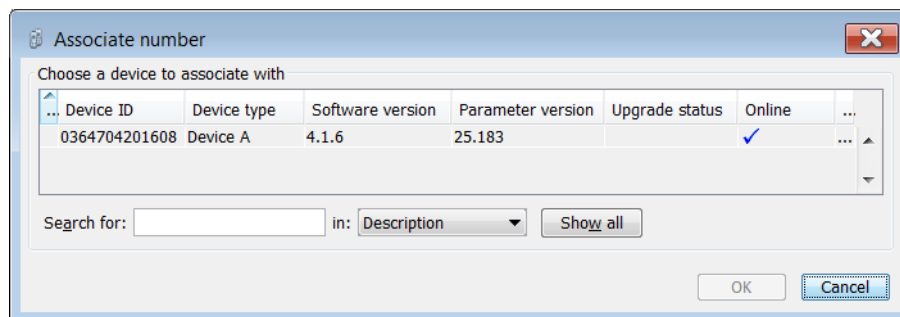 Associate number
Choose a device to associate with
... Device ID Device type Software version Parameter version Upgrade status Online ...
0364704201608 Device A 4.1.6 25.183 ...
Search for: in: Description Show all
OK Cancel